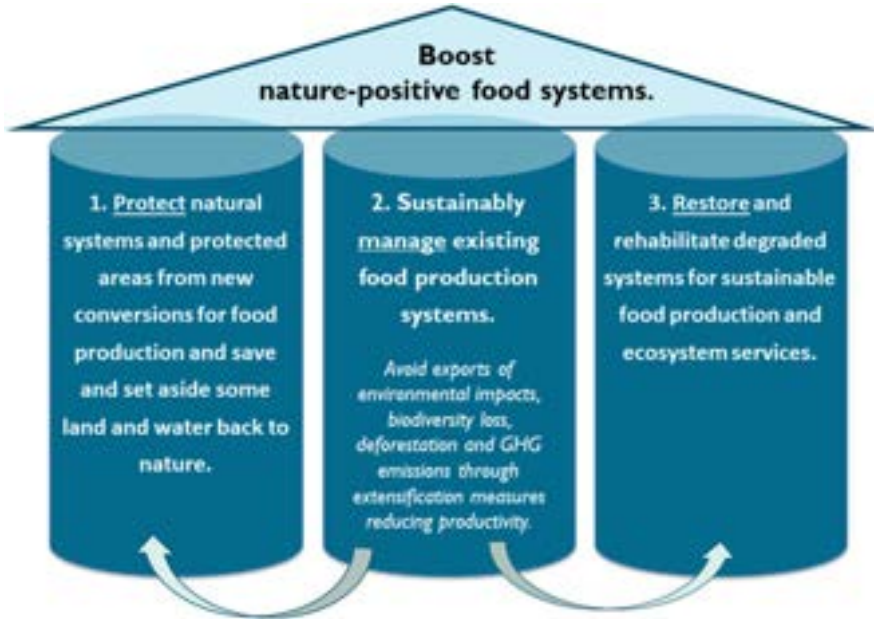 Boost
nature-positive food systems.
1. Protect natural
systems and protected
areas from new
conversions for food
production and save
and set aside some
land and water back to
nature.
2. Sustainably
manage existing
food production
systems.
Avoid exports of
environmental impacts,
biodiversity loss,
deforestation and GHG
emissions through
extensification measures
reducing productivity.
3. Restore and
rehabilitate degraded
systems for sustainable
food production and
ecosystem services.